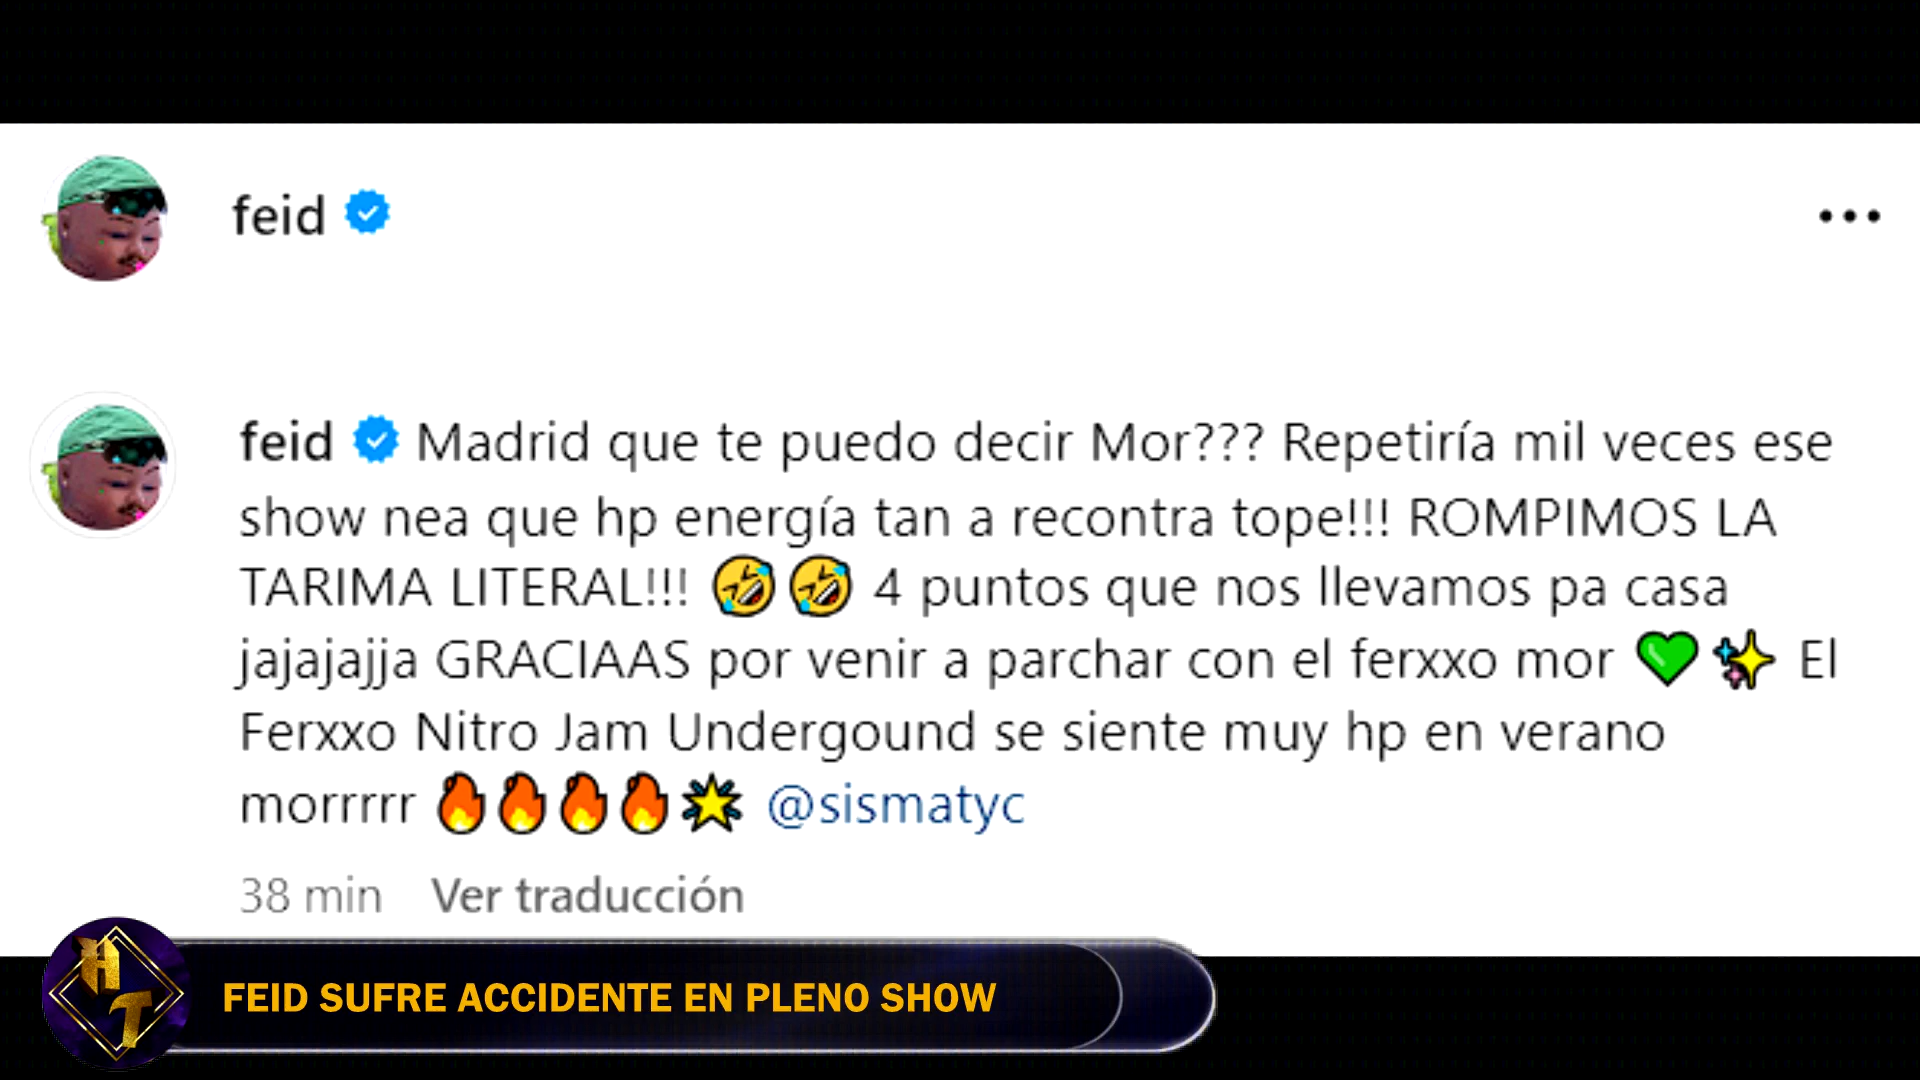 feid
feid Madrid que te puedo decir Mor??? Repetiría mil veces ese
show nea que hp energía tan a recontra tope!!! ROMPIMOS LA
TARIMA LITERAL!!! 🤣🤣 4 puntos que nos llevamos pa casa
jajajajja GRACIAAS por venir a parchar con el ferxxo mor 💚✨ El
Ferxxo Nitro Jam Undergound se siente muy hp en verano
morrrrr 🔥🔥🔥🔥🌟 @sismatyc
38 min Ver traducción
HT
FEID SUFRE ACCIDENTE EN PLENO SHOW